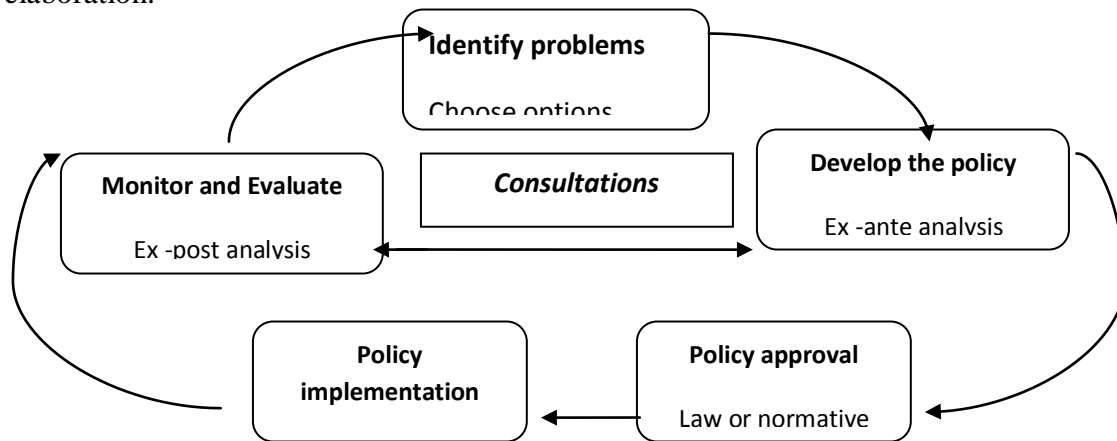 elaboration.
Identify problems
Choose options
Consultations
Develop the policy
Ex -ante analysis
Monitor and Evaluate
Ex -post analysis
Policy approval
Law or normative
Policy
implementation